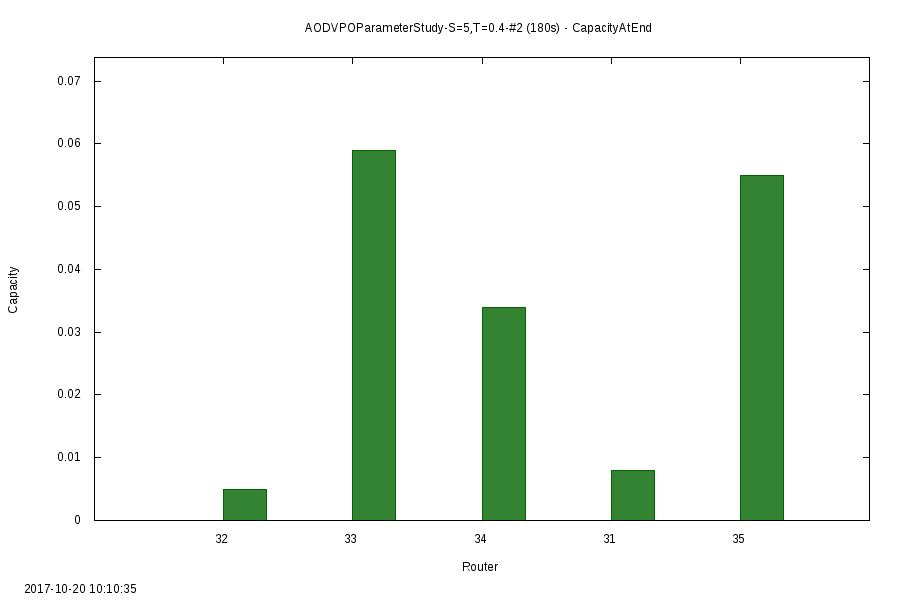 AODVPOParameterStudy-S=5,T=0.4-#2 (180s) - CapacityAtEnd
0.07
0.06
0.05
0.04
0.03
0.02
0.01
0
Capacity
32 33 34 31 35
Router
2017-10-20 10:10:35